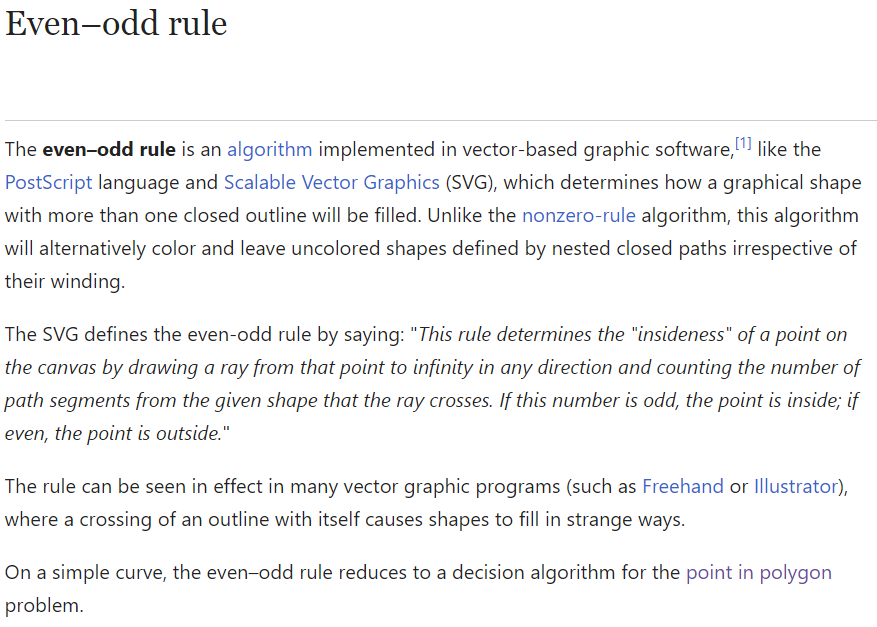 Even–odd rule
The even–odd rule is an algorithm implemented in vector-based graphic software,[1] like the
PostScript language and Scalable Vector Graphics (SVG), which determines how a graphical shape
with more than one closed outline will be filled. Unlike the nonzero-rule algorithm, this algorithm
will alternatively color and leave uncolored shapes defined by nested closed paths irrespective of
their winding.
The SVG defines the even-odd rule by saying: "This rule determines the "insideness" of a point on
the canvas by drawing a ray from that point to infinity in any direction and counting the number of
path segments from the given shape that the ray crosses. If this number is odd, the point is inside; if
even, the point is outside."
The rule can be seen in effect in many vector graphic programs (such as Freehand or Illustrator),
where a crossing of an outline with itself causes shapes to fill in strange ways.
On a simple curve, the even–odd rule reduces to a decision algorithm for the point in polygon
problem.